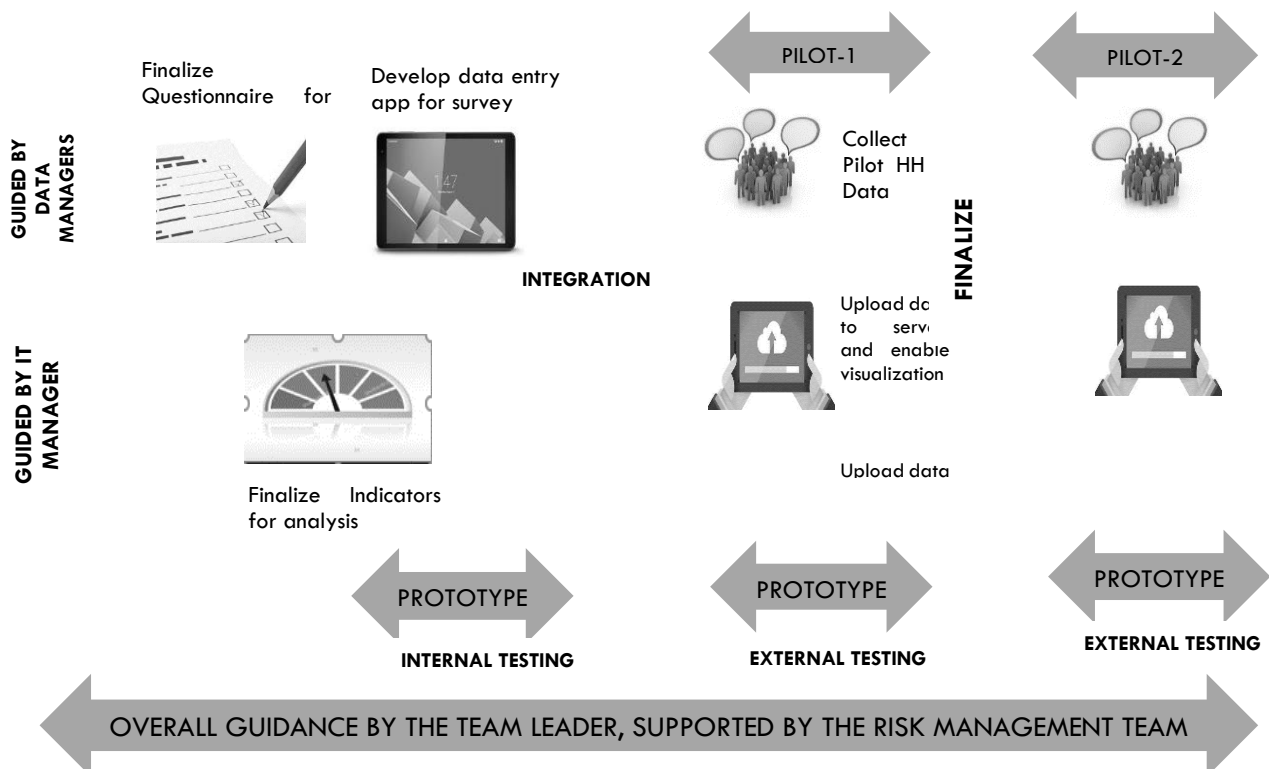 PILOT-1
PILOT-2
Finalize
Questionnaire for
Develop data entry
app for survey
GUIDED BY
DATA
MANAGERS
Collect
Pilot HH
Data
FINALIZE
INTEGRATION
GUIDED BY IT
MANAGER
1:47
Upload
to
and enable
visualization
Upload data
Finalize Indicators
for analysis
PROTOTYPE
PROTOTYPE
PROTOTYPE
INTERNAL TESTING
EXTERNAL TESTING
EXTERNAL TESTING
OVERALL GUIDANCE BY THE TEAM LEADER, SUPPORTED BY THE RISK MANAGEMENT TEAM